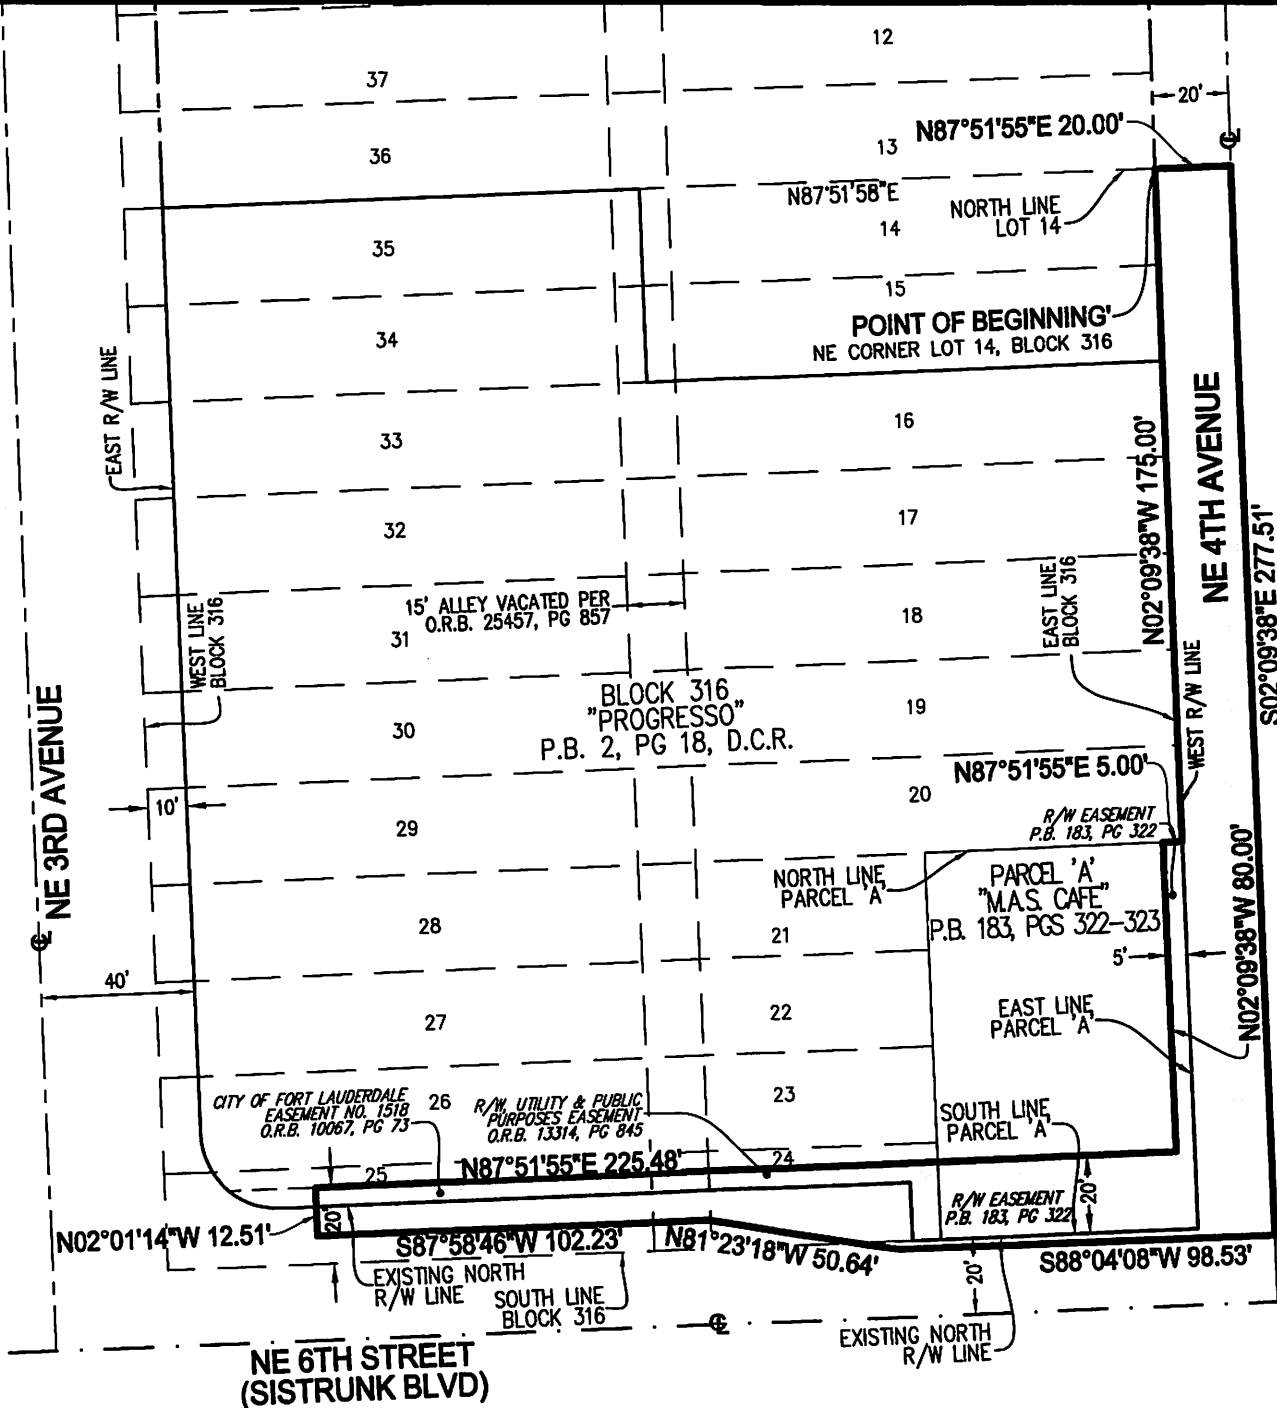 12
37
20'
N87°51'55"E 20.00'
℄
13
36
N87°51'58"E
NORTH LINE
LOT 14
14
35
15
POINT OF BEGINNING'
NE CORNER LOT 14, BLOCK 316
34
EAST R/W LINE
33
16
NE 4TH AVENUE
N02°09'38"W 175.00'
S02°09'38"E 277.51'
32
17
15' ALLEY VACATED PER
O.R.B. 25457, PG 857
31
18
EAST LINE
BLOCK 316
WEST LINE
BLOCK 316
WEST R/W LINE
BLOCK 316
"PROGRESSO"
P.B. 2, PG 18, D.C.R.
30
19
NE 3RD AVENUE
℄
N87°51'55"E 5.00'
20
10'
29
R/W EASEMENT
P.B. 183, PG 322
NORTH LINE
PARCEL 'A'
PARCEL 'A'
"M.A.S. CAFE"
P.B. 183, PGS 322-323
N02°09'38"W 80.00'
28
21
5'
40'
27
22
EAST LINE
PARCEL 'A'
CITY OF FORT LAUDERDALE
EASEMENT NO. 1518
O.R.B. 10067, PG 73
26
R/W, UTILITY & PUBLIC
PURPOSES EASEMENT
O.R.B. 13314, PG 845
23
SOUTH LINE
PARCEL 'A'
25
N87°51'55"E 225.48'
24
R/W EASEMENT
P.B. 183, PG 322
20'
20'
N02°01'14"W 12.51'
S87°58'46"W 102.23'
N81°23'18"W 50.64'
S88°04'08"W 98.53'
EXISTING NORTH
R/W LINE
SOUTH LINE
BLOCK 316
20'
℄
EXISTING NORTH
R/W LINE
NE 6TH STREET
(SISTRUNK BLVD)